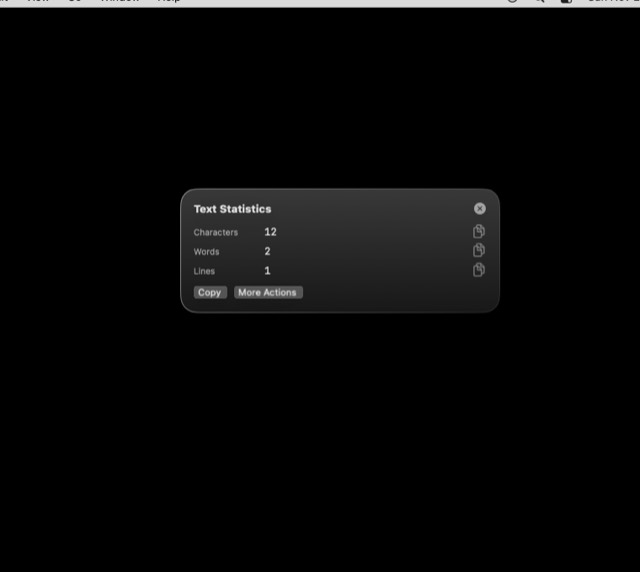 Text Statistics
Characters 12
Words 2
Lines 1
Copy More Actions